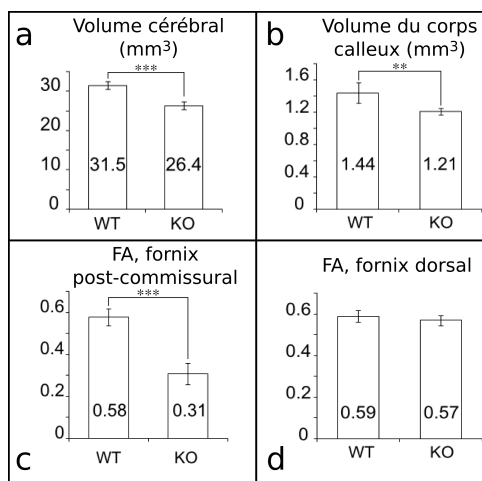 a
Volume cérébral
(mm³)
***
30
20
10
0
31.5
26.4
WT
KO
b
Volume du corps
calleux (mm³)
**
1.6
1.2
0.8
0.4
0
1.44
1.21
WT
KO
FA, fornix
post-commissural
***
0.6
0.4
0.2
0
0.58
0.31
c
WT
KO
FA, fornix dorsal
0.6
0.4
0.2
0
0.59
0.57
d
WT
KO